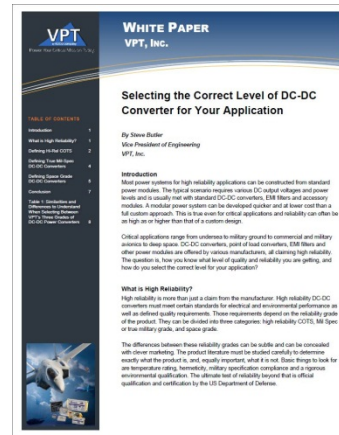 VPT
WHITE PAPER
VPT, INC.
Selecting the Correct Level of DC-DC
Converter for Your Application
By Steve Butler
Vice President of Engineering
VPT, Inc.
TABLE OF CONTENTS
Introduction 1
What is High Reliability? 1
Defining Hi-Rel COTS 2
Defining True Mil-Spec
DC-DC Converters 4
Defining Space Grade
DC-DC Converters
Conclusion 7
Table 1: Similarities and
Differences to Understand
When Selecting Between
VPT's Three Grades of
DC-DC Power Converters
Introduction
Most power systems for high reliability applications can be constructed from standard
power modules. The typical scenario requires various DC output voltages and power
levels and is usually met with standard DC-DC converters, EMI filters and accessory
modules. A modular power system can be developed quicker and at lower cost than a
full custom approach. This is true even for critical applications and reliability can often be
as high as or higher than that of a custom design.
Critical applications range from undersea to military ground to commercial and military
avionics to deep space. DC-DC converters, point of load converters, EMI filters and
other power modules are offered by various manufacturers, all claiming high reliability.
The question is, how do you know what level of quality and reliability you are getting, and
how do you select the correct level for your application?
What is High Reliability?
High reliability is more than just a claim from the manufacturer. High reliability DC-DC
converters must meet certain standards for electrical and environmental performance as
well as defined quality requirements. Those requirements depend on the reliability grade
of the product. They can be divided into three categories: high reliability COTS, Mil Spec
or true military grade, and space grade.
The differences between these reliability grades can be subtle and can be concealed
with clever marketing. The product literature must be studied carefully to determine
exactly what the product is, and, equally important, what it is not. Basic things to look for
are temperature rating, hermeticity, military specification compliance and a rigorous
environmental qualification. The ultimate test of reliability beyond that is official
qualification and certification by the US Department of Defense.